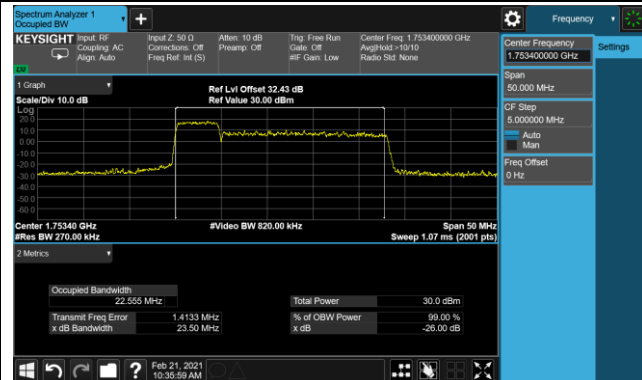 Spectrum Analyzer 1
Occupied BW
Frequency
KEYSIGHT
Input: RF
Coupling: AC
Align: Auto
Input Z: 50 Ω
Corrections: Off
Freq Ref: Int (S)
Atten: 10 dB
Preamp: Off
Trig: Free Run
Gate: Off
#IF Gain: Low
Center Freq: 1.753400000 GHz
Avg|Hold:>10/10
Radio Std: None
Center Frequency
1.753400000 GHz
Settings
Span
50.000 MHz
CF Step
5.000000 MHz
Auto
Man
Freq Offset
0 Hz
1 Graph
Scale/Div 10.0 dB
Ref Lvl Offset 32.43 dB
Ref Value 30.00 dBm
Log
20.0
10.0
0.00
-10.0
-20.0
-30.0
-40.0
-50.0
-60.0
Center 1.75340 GHz
#Res BW 270.00 kHz
#Video BW 820.00 kHz
Span 50 MHz
Sweep 1.07 ms (2001 pts)
2 Metrics
Occupied Bandwidth
22.555 MHz
Total Power 30.0 dBm
Transmit Freq Error 1.4133 MHz
% of OBW Power 99.00 %
x dB Bandwidth 23.50 MHz
x dB -26.00 dB
Feb 21, 2021
10:35:59 AM